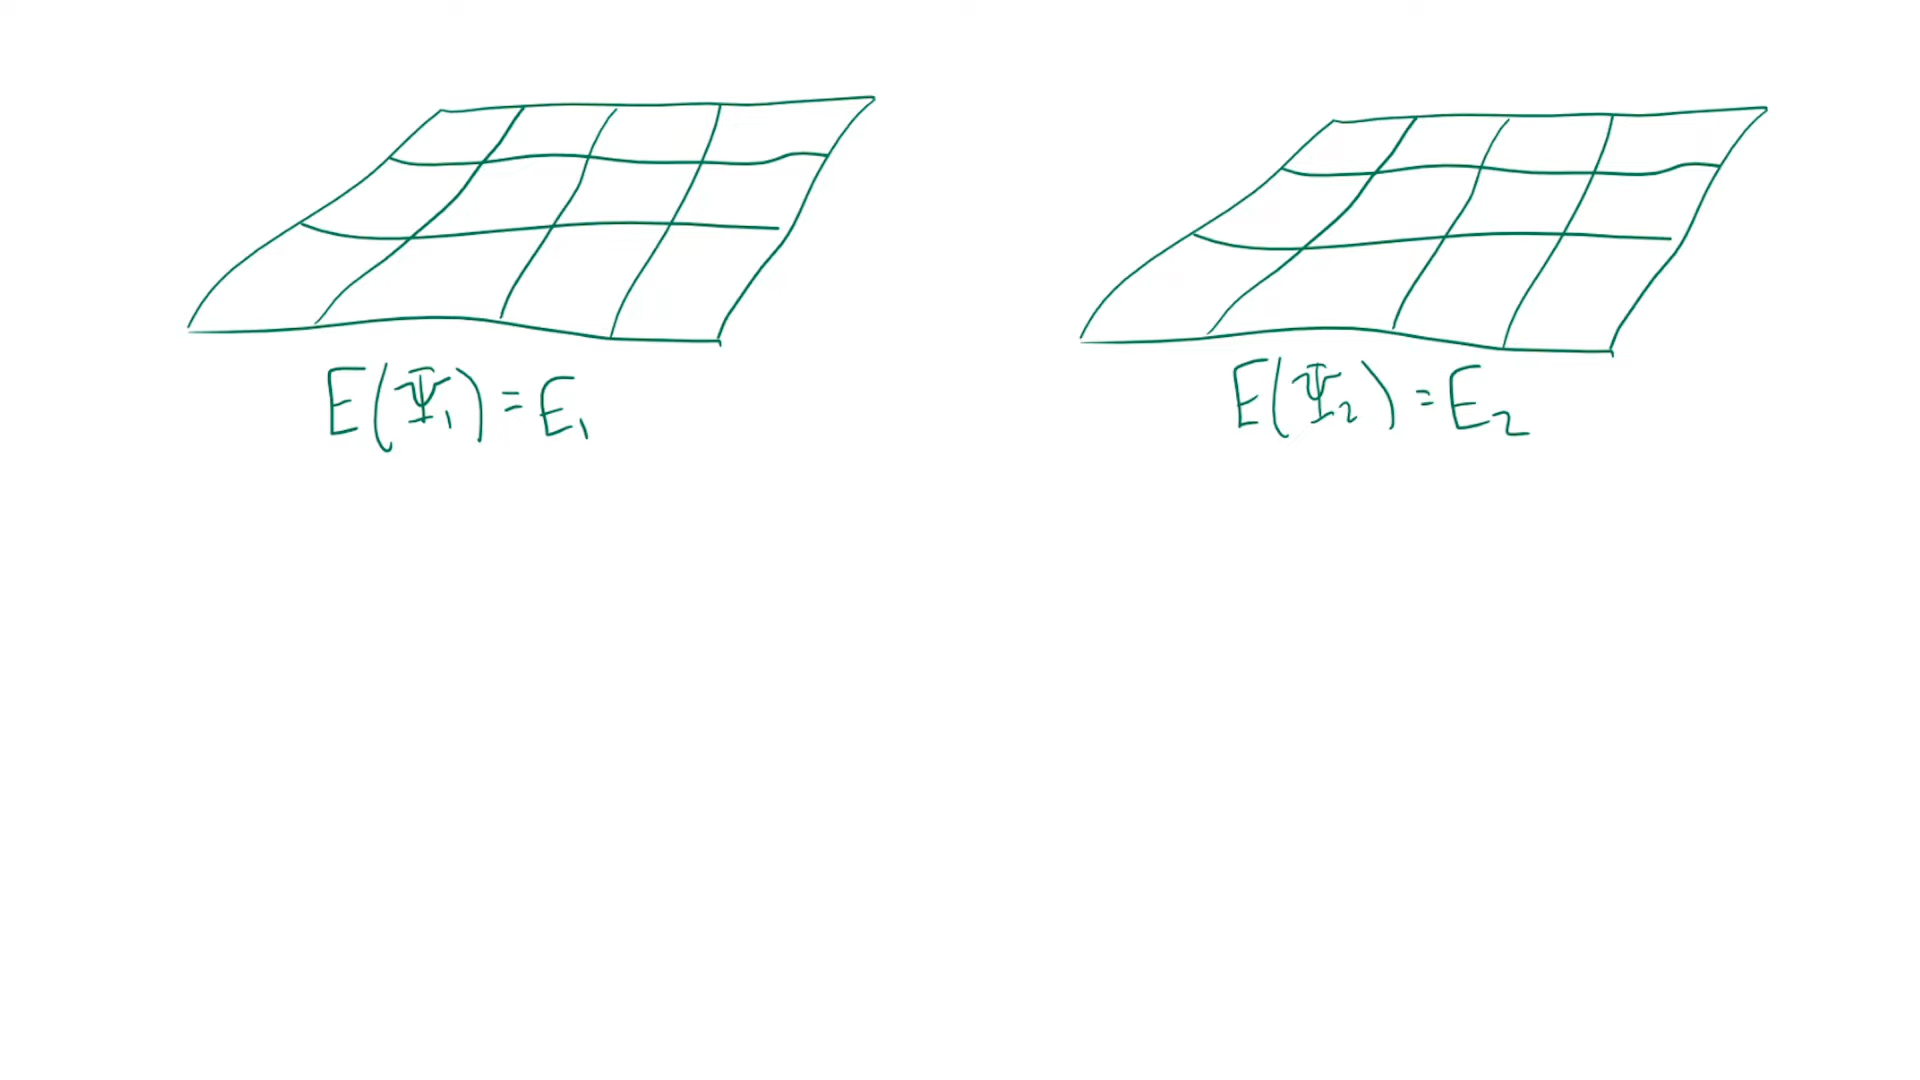 E(Ψ₁) = E₁
E(Ψ₂) = E₂